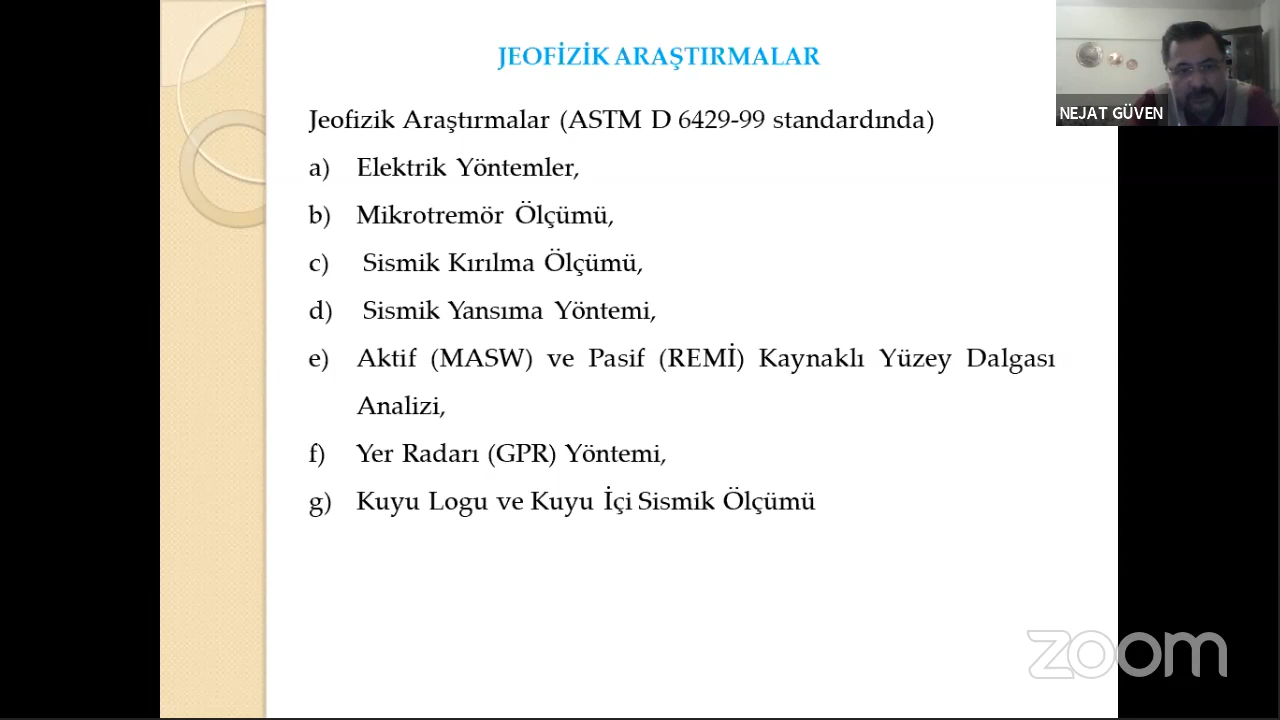 JEOFİZİK ARAŞTIRMALAR
NEJAT GÜVEN
Jeofizik Araştırmalar (ASTM D 6429-99 standardında)
a) Elektrik Yöntemler,
b) Mikrotremör Ölçümü,
c) Sismik Kırılma Ölçümü,
d) Sismik Yansıma Yöntemi,
e) Aktif (MASW) ve Pasif (REMİ) Kaynaklı Yüzey Dalgası
Analizi,
f) Yer Radarı (GPR) Yöntemi,
g) Kuyu Logu ve Kuyu İçi Sismik Ölçümü
zoom